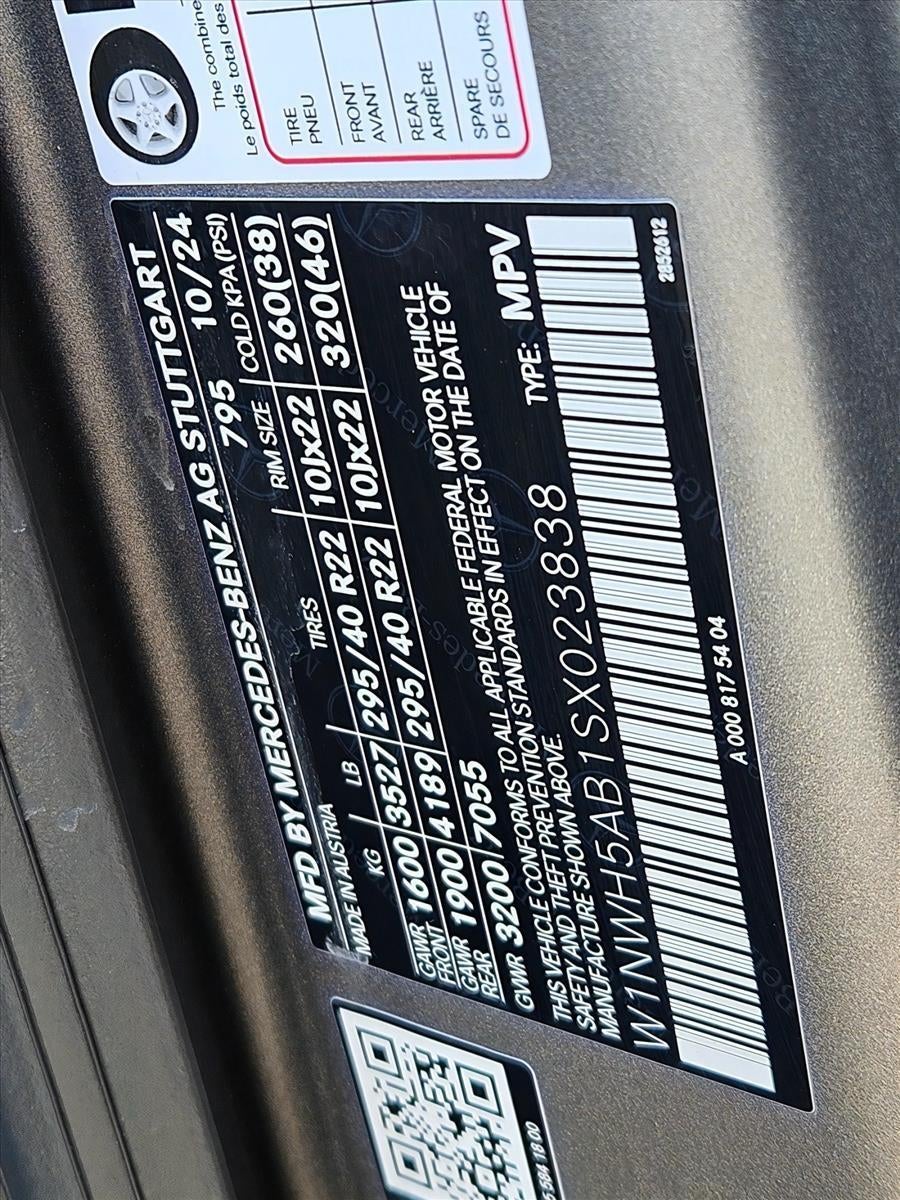 MFD BY MERCEDES-BENZ AG STUTTGART
MADE IN AUSTRIA 795 10/24
KG LB TIRES RIM SIZE COLD KPA(PSI)
GAWR FRONT 1600 3527 295/40 R22 10Jx22 260(38)
GAWR REAR 1900 4189 295/40 R22 10Jx22 320(46)
GVWR 3200 7055
THIS VEHICLE CONFORMS TO ALL APPLICABLE FEDERAL MOTOR VEHICLE
SAFETY AND THEFT PREVENTION STANDARDS IN EFFECT ON THE DATE OF
MANUFACTURE SHOWN ABOVE.
W1NWH5AB1SX023838 TYPE: MPV
A 000 817 54 04
2852612
The combine
Le poids total des
TIRE
PNEU
FRONT
AVANT
REAR
ARRIÈRE
SPARE
DE SECOURS
584 18 00